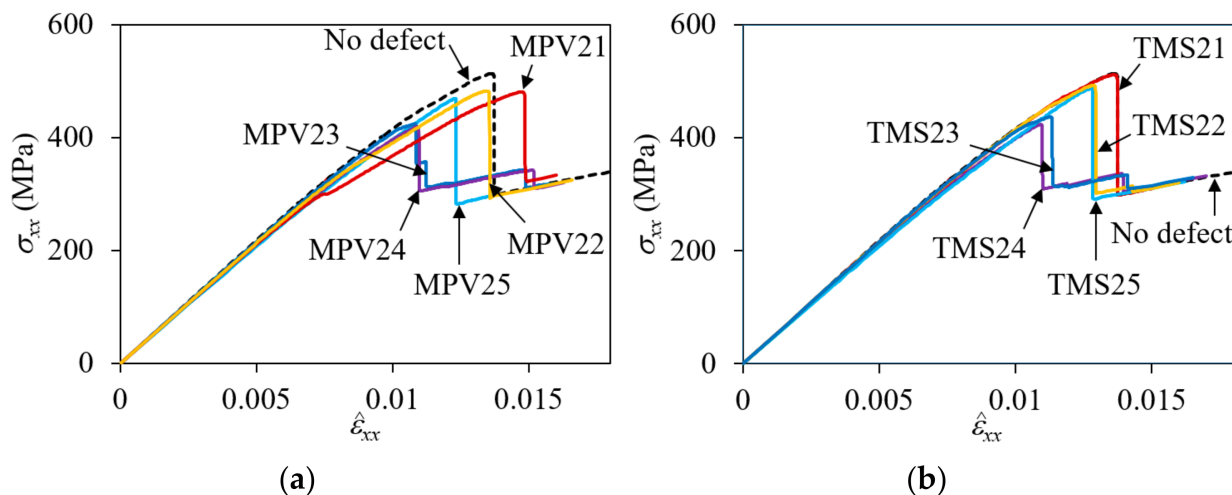 600
400
200
0
σxx (MPa)
0
0.005
0.01
0.015
ε̂xx
No defect
MPV21
MPV23
MPV24
MPV22
MPV25
(a)
600
400
200
0
σxx (MPa)
0
0.005
0.01
0.015
ε̂xx
TMS21
TMS23
TMS22
TMS24
No defect
TMS25
(b)